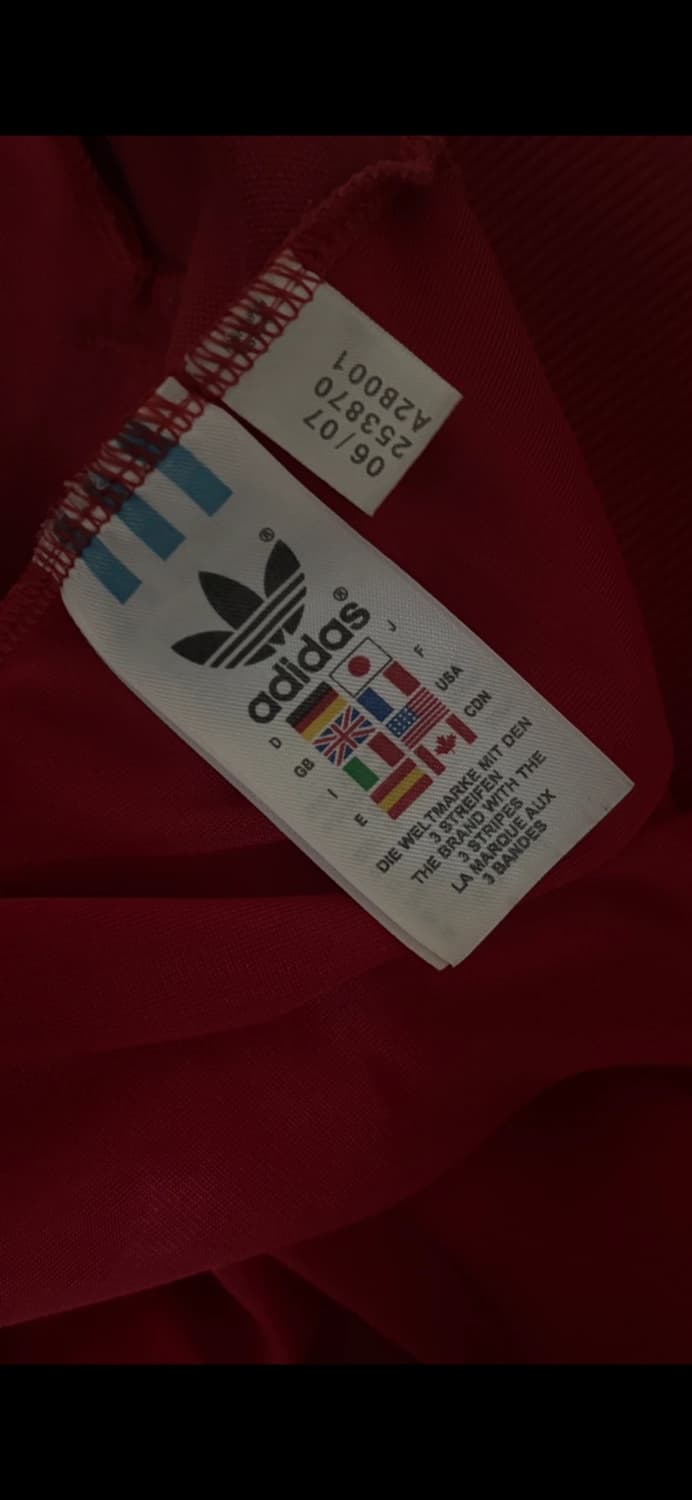 06/07
253870
A2B001
®
adidas®
D
J
GB
F
I
USA
E
CDN
DIE WELTMARKE MIT DEN
3 STREIFEN
THE BRAND WITH THE
3 STRIPES
LA MARQUE AUX
3 BANDES